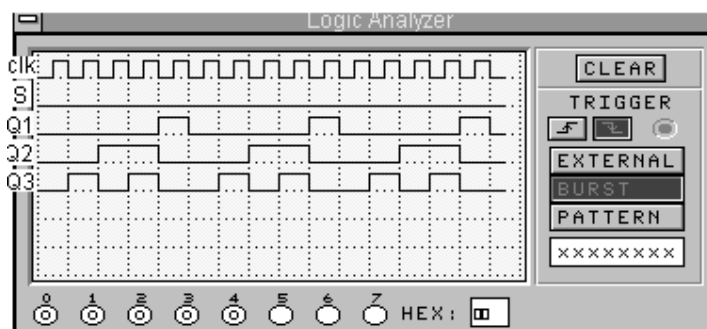 Logic Analyzer
clk
S
Q1
Q2
Q3
CLEAR
TRIGGER
EXTERNAL
BURST
PATTERN
xxxxxxxx
0 1 2 3 4 5 6 7 HEX: 00